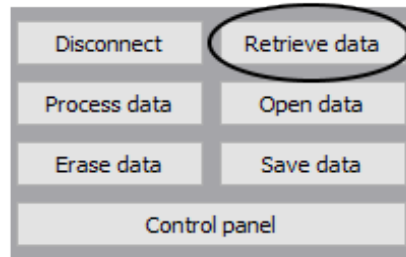 Disconnect Retrieve data
Process data Open data
Erase data Save data
Control panel